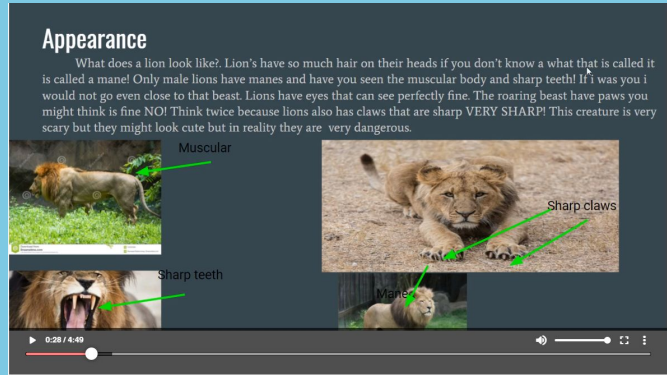 Appearance
What does a lion look like?. Lion's have so much hair on their heads if you don't know a what that is called it
is called a mane! Only male lions have manes and have you seen the muscular body and sharp teeth! If i was you i
would not go even close to that beast. Lions have eyes that can see perfectly fine. The roaring beast have paws you
might think is fine NO! Think twice because lions also has claws that are sharp VERY SHARP! This creature is very
scary but they might look cute but in reality they are very dangerous.
Muscular
Sharp claws
Sharp teeth
Mane
0:28 / 4:49